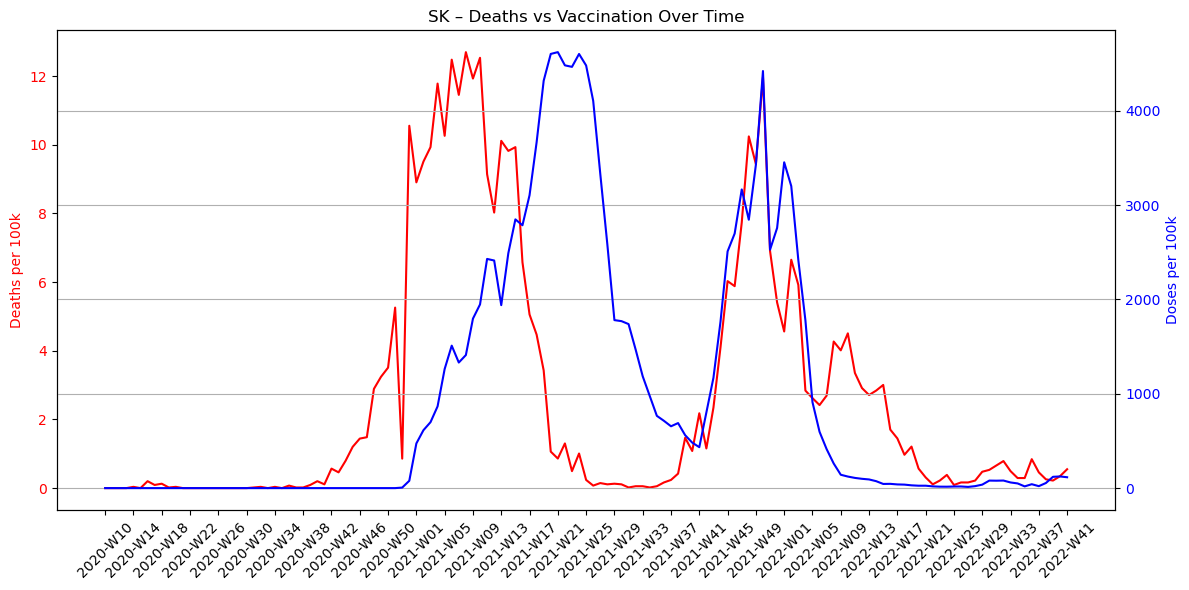 SK – Deaths vs Vaccination Over Time
Deaths per 100k
12
10
8
6
4
2
0
4000
3000
2000
1000
0
Doses per 100k
2020-W10
2020-W14
2020-W18
2020-W22
2020-W26
2020-W30
2020-W34
2020-W38
2020-W42
2020-W46
2020-W50
2021-W01
2021-W05
2021-W09
2021-W13
2021-W17
2021-W21
2021-W25
2021-W29
2021-W33
2021-W37
2021-W41
2021-W45
2021-W49
2022-W01
2022-W05
2022-W09
2022-W13
2022-W17
2022-W21
2022-W25
2022-W29
2022-W33
2022-W37
2022-W41